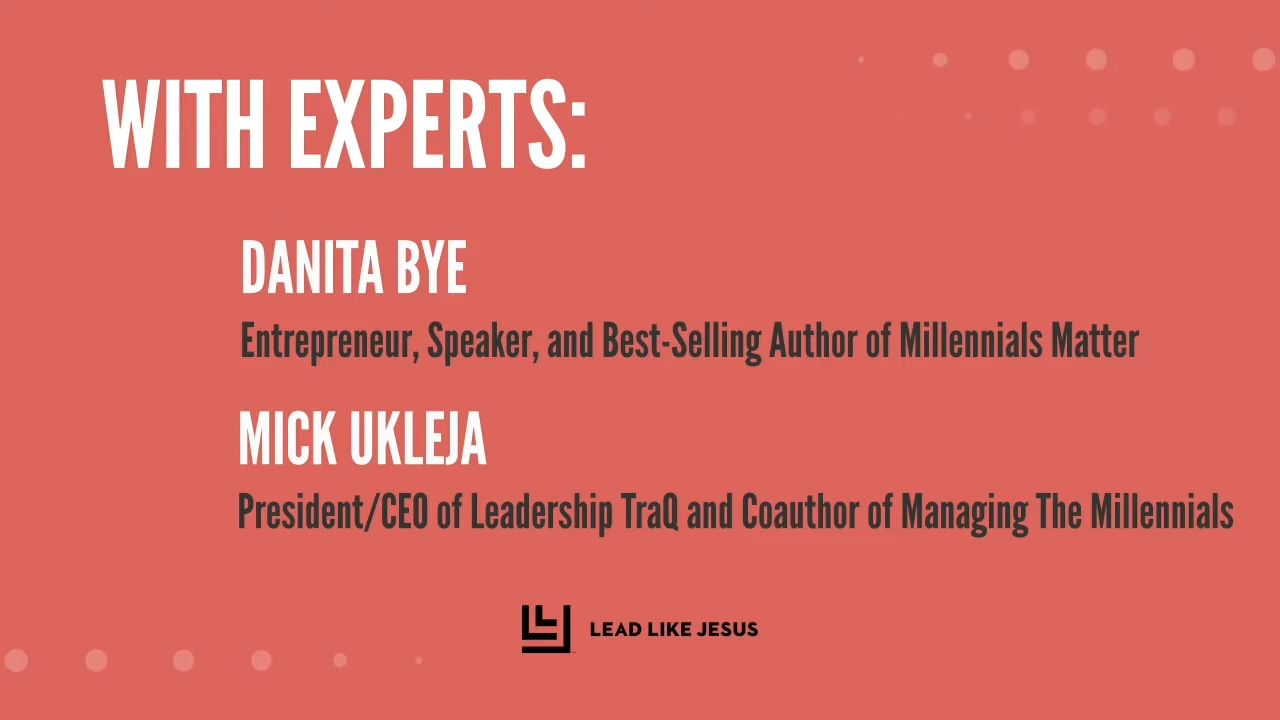 WITH EXPERTS:
DANITA BYE
Entrepreneur, Speaker, and Best-Selling Author of Millennials Matter
MICK UKLEJA
President/CEO of Leadership TraQ and Coauthor of Managing The Millennials
LEAD LIKE JESUS